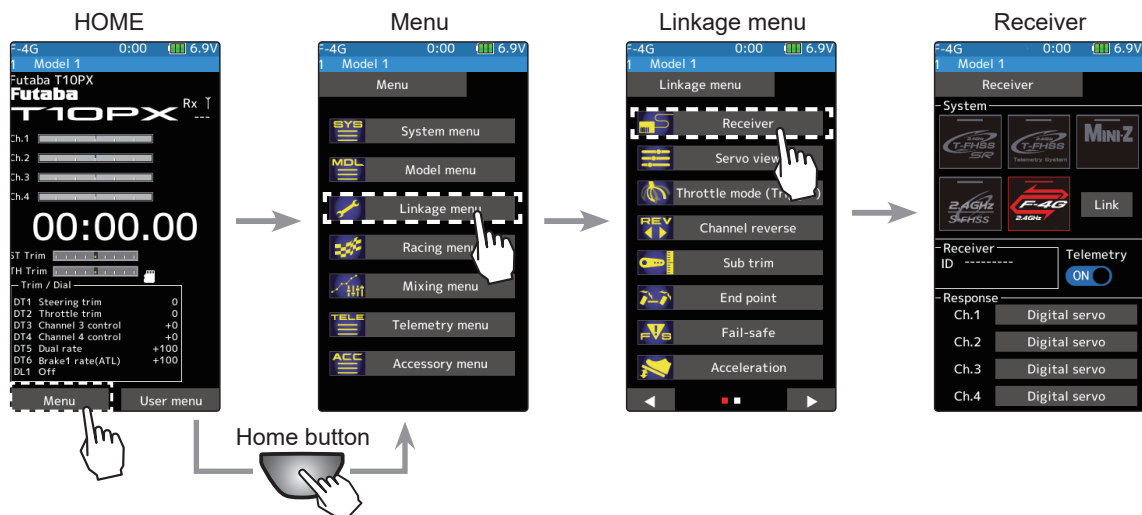 HOME
Menu
Linkage menu
Receiver
F-4G 0:00 6.9V
1 Model 1
Futaba T10PX
Futaba
T10PX
Rx
---
Ch.1
Ch.2
Ch.3
Ch.4
00:00.00
ST Trim
TH Trim
Trim / Dial
DT1 Steering trim 0
DT2 Throttle trim 0
DT3 Channel 3 control +0
DT4 Channel 4 control +0
DT5 Dual rate +100
DT6 Brake1 rate(ATL) +100
DL1 Off
Menu
User menu
Home button
-4G 0:00 6.9V
1 Model 1
Menu
SYS System menu
MDL Model menu
Linkage menu
Racing menu
Mixing menu
TELE Telemetry menu
ACC Accessory menu
-4G 0:00 6.9V
1 Model 1
Linkage menu
Receiver
Servo view
Throttle mode (Tr
REV Channel reverse
Sub trim
End point
F/S Fail-safe
Acceleration
-4G 0:00 6.9V
1 Model 1
Receiver
System
2.4GHz T-FHSS SR
2.4GHz T-FHSS Telemetry System
MINI-Z
2.4GHz S-FHSS
F-4G 2.4GHz
Link
Receiver
ID ---------
Telemetry
ON
Response
Ch.1 Digital servo
Ch.2 Digital servo
Ch.3 Digital servo
Ch.4 Digital servo